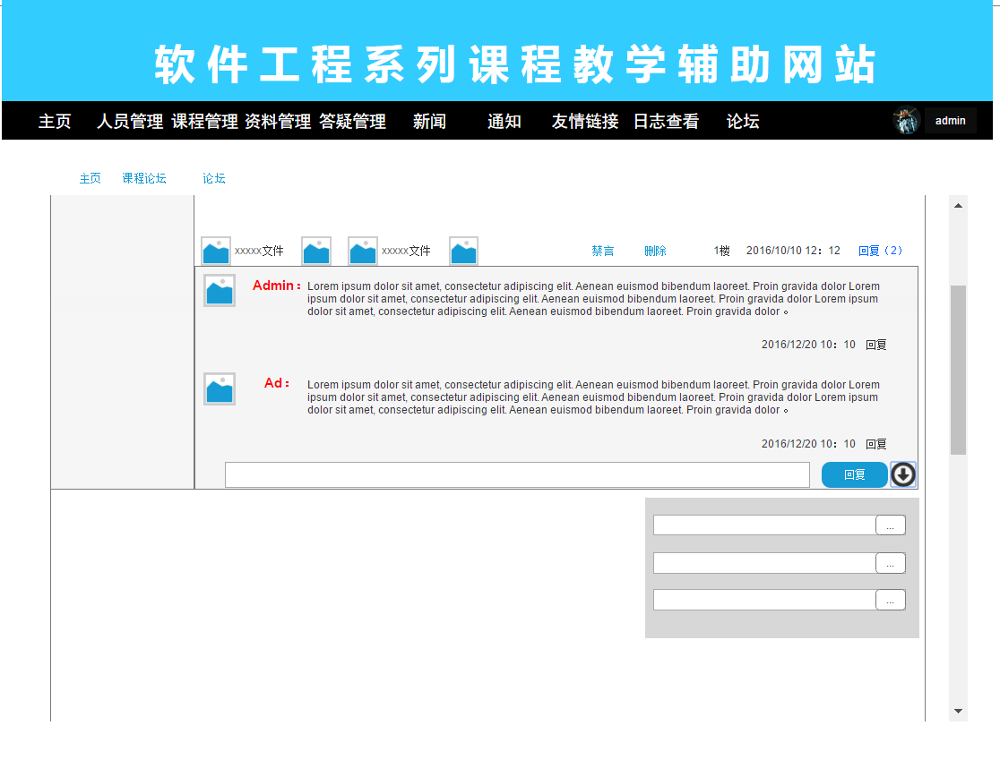 软件工程系列课程教学辅助网站
主页 人员管理 课程管理 资料管理 答疑管理 新闻 通知 友情链接 日志查看 论坛 admin
主页 课程论坛 论坛
xxxxx文件 xxxxx文件 禁言 删除 1楼 2016/10/10 12：12 回复（2）
Admin： Lorem ipsum dolor sit amet, consectetur adipiscing elit. Aenean euismod bibendum laoreet. Proin gravida dolor Lorem
ipsum dolor sit amet, consectetur adipiscing elit. Aenean euismod bibendum laoreet. Proin gravida dolor Lorem ipsum
dolor sit amet, consectetur adipiscing elit. Aenean euismod bibendum laoreet. Proin gravida dolor 。
2016/12/20 10：10 回复
Ad： Lorem ipsum dolor sit amet, consectetur adipiscing elit. Aenean euismod bibendum laoreet. Proin gravida dolor Lorem
ipsum dolor sit amet, consectetur adipiscing elit. Aenean euismod bibendum laoreet. Proin gravida dolor Lorem ipsum
dolor sit amet, consectetur adipiscing elit. Aenean euismod bibendum laoreet. Proin gravida dolor 。
2016/12/20 10：10 回复
回复
...
...
...